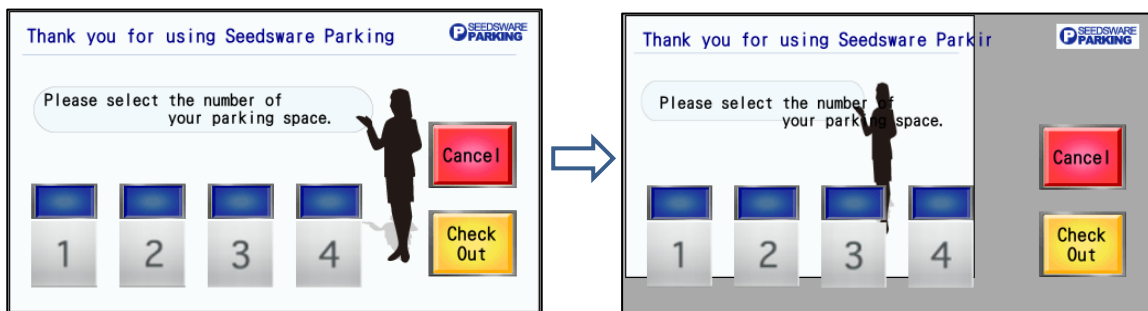 Thank you for using Seedsware Parking
P SEEDSWARE
PARKING
Please select the number of
your parking space.
Cancel
1
2
3
4
Check
Out
Thank you for using Seedsware Parkir
P SEEDSWARE
PARKING
Please select the number of
your parking space.
Cancel
1
2
3
4
Check
Out